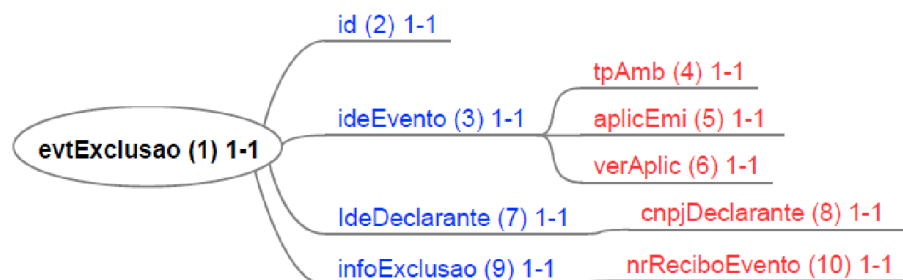 id (2) 1-1
tpAmb (4) 1-1
ideEvento (3) 1-1
aplicEmi (5) 1-1
evtExclusao (1) 1-1
verAplic (6) 1-1
IdeDeclarante (7) 1-1
cnpjDeclarante (8) 1-1
infoExclusao (9) 1-1
nrReciboEvento (10) 1-1